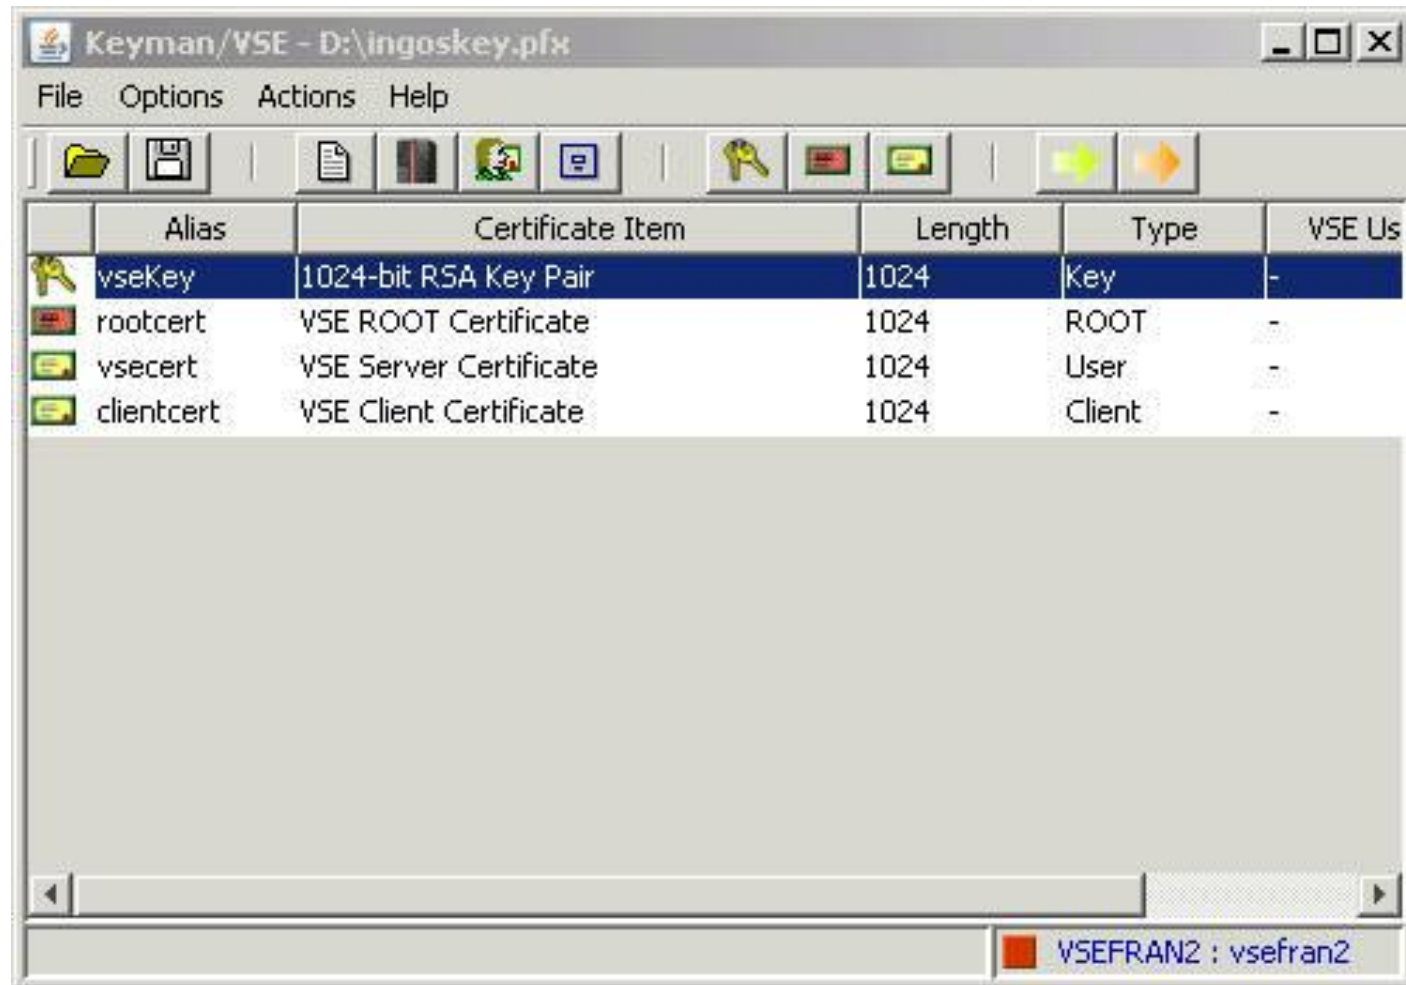 Keyman/VSE - D:\ingoskey.pfx
File Options Actions Help
Alias Certificate Item Length Type VSE Us
vseKey 1024-bit RSA Key Pair 1024 Key -
rootcert VSE ROOT Certificate 1024 ROOT -
vsecert VSE Server Certificate 1024 User -
clientcert VSE Client Certificate 1024 Client -
VSEFRAN2 : vsefran2